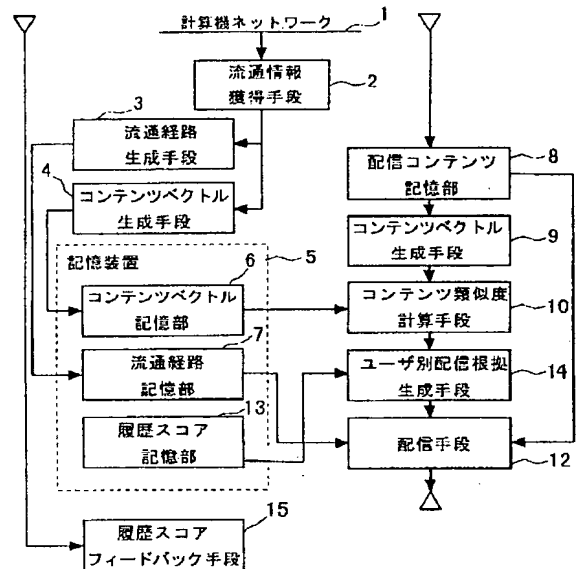 計算機ネットワーク
1
流通情報
獲得手段
2
3
流通経路
生成手段
4
コンテンツベクトル
生成手段
記憶装置
5
6
コンテンツベクトル
記憶部
7
流通経路
記憶部
13
履歴スコア
記憶部
15
履歴スコア
フィードバック手段
8
配信コンテンツ
記憶部
コンテンツベクトル
生成手段
9
コンテンツ類似度
計算手段
10
ユーザ別配信根拠
生成手段
14
配信手段
12